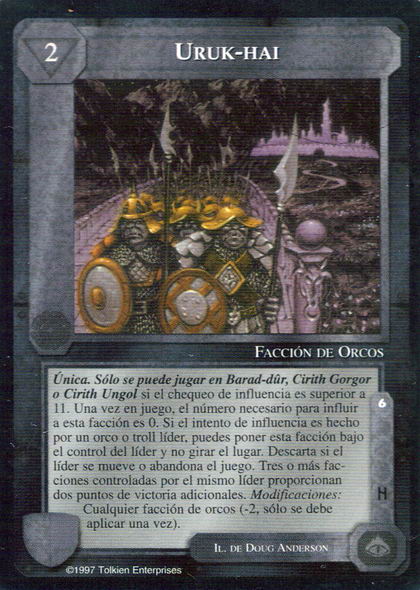 2
URUK-HAI
FACCIÓN DE ORCOS
Única. Sólo se puede jugar en Barad-dûr, Cirith Gorgor
o Cirith Ungol si el chequeo de influencia es superior a
11. Una vez en juego, el número necesario para influir
a esta facción es 0. Si el intento de influencia es hecho
por un orco o troll líder, puedes poner esta facción bajo
el control del líder y no girar el lugar. Descarta si el
líder se mueve o abandona el juego. Tres o más fac-
ciones controladas por el mismo líder proporcionan
dos puntos de victoria adicionales. Modificaciones:
Cualquier facción de orcos (-2, sólo se debe
aplicar una vez).
6
H
IL. DE DOUG ANDERSON
©1997 Tolkien Enterprises